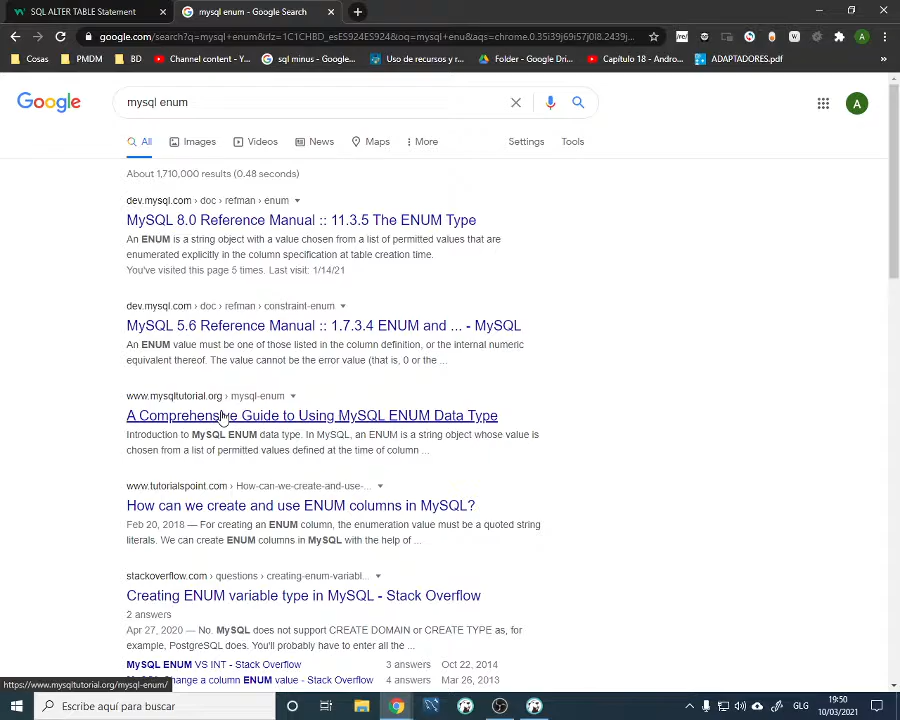 SQL ALTER TABLE Statement
mysql enum - Google Search
google.com/search?q=mysql+enum&rlz=1C1CHBD_esES924ES924&oq=mysql+enu&aqs=chrome.0.35i39j69i57j0l8.2439j...
Cosas
PMDM
BD
Channel content - Y...
sql minus - Google...
Uso de recursos y r...
Folder - Google Dri...
Capítulo 18 - Andro...
ADAPTADORES.pdf
»
Google
mysql enum
A
All
Images
Videos
News
Maps
More
Settings
Tools
About 1,710,000 results (0.48 seconds)
dev.mysql.com › doc › refman › enum
MySQL 8.0 Reference Manual :: 11.3.5 The ENUM Type
An ENUM is a string object with a value chosen from a list of permitted values that are
enumerated explicitly in the column specification at table creation time.
You've visited this page 5 times. Last visit: 1/14/21
dev.mysql.com › doc › refman › constraint-enum
MySQL 5.6 Reference Manual :: 1.7.3.4 ENUM and ... - MySQL
An ENUM value must be one of those listed in the column definition, or the internal numeric
equivalent thereof. The value cannot be the error value (that is, 0 or the ...
www.mysqltutorial.org › mysql-enum
A Comprehensive Guide to Using MySQL ENUM Data Type
Introduction to MySQL ENUM data type. In MySQL, an ENUM is a string object whose value is
chosen from a list of permitted values defined at the time of column ...
www.tutorialspoint.com › How-can-we-create-and-use-...
How can we create and use ENUM columns in MySQL?
Feb 20, 2018 — For creating an ENUM column, the enumeration value must be a quoted string
literals. We can create ENUM columns in MySQL with the help of ...
stackoverflow.com › questions › creating-enum-variabl...
Creating ENUM variable type in MySQL - Stack Overflow
2 answers
Apr 27, 2020 — No. MySQL does not support CREATE DOMAIN or CREATE TYPE as, for
example, PostgreSQL does. You'll probably have to enter all the ...
MySQL ENUM VS INT - Stack Overflow 3 answers Oct 22, 2014
change a column ENUM value - Stack Overflow 4 answers Mar 26, 2013
https://www.mysqltutorial.org/mysql-enum/
Escribe aquí para buscar
GLG
19:50
10/03/2021